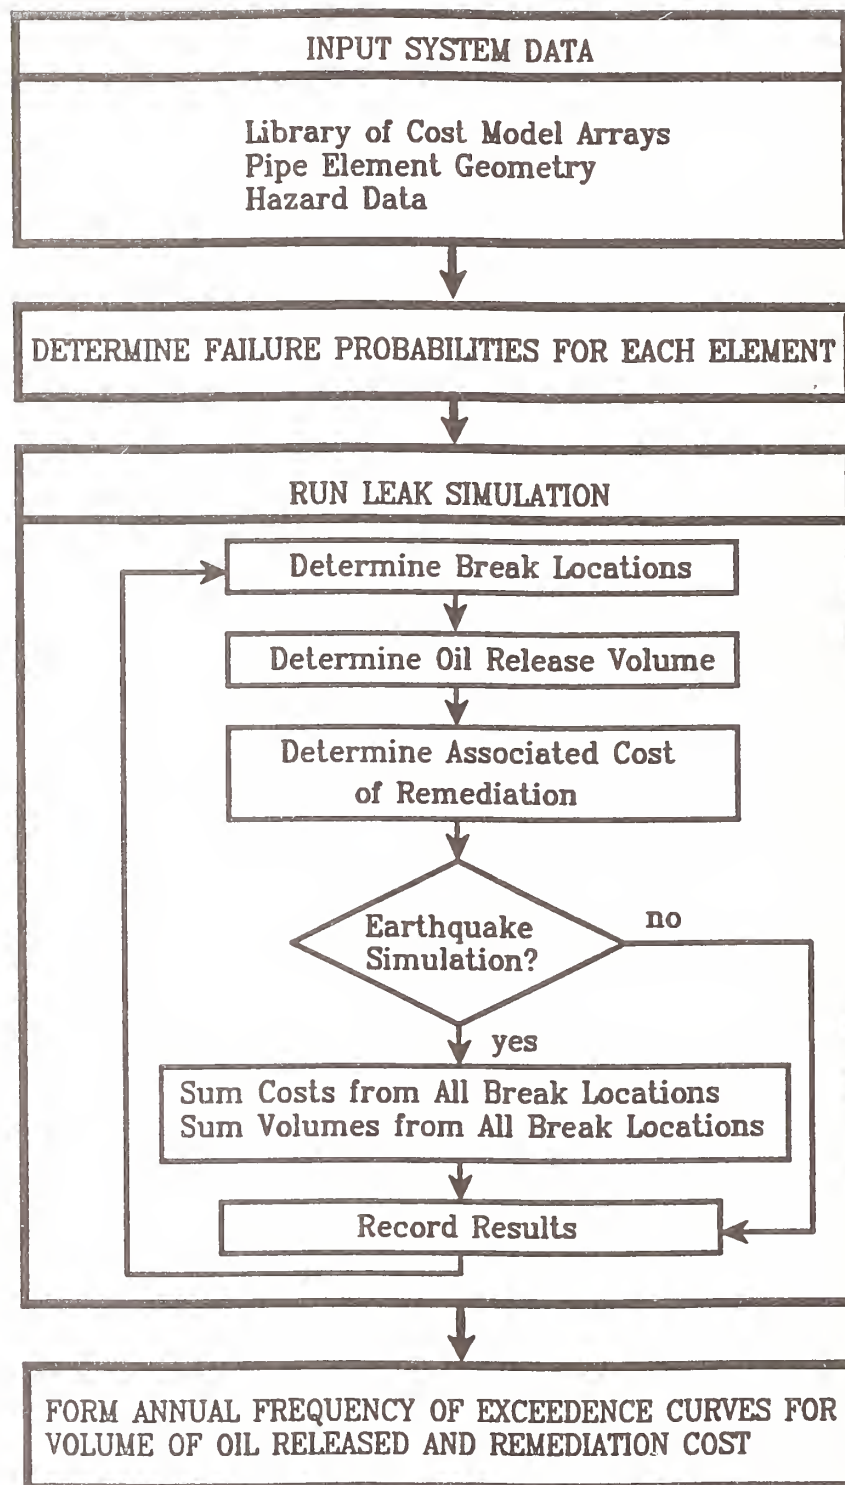 INPUT SYSTEM DATA
Library of Cost Model Arrays
Pipe Element Geometry
Hazard Data
DETERMINE FAILURE PROBABILITIES FOR EACH ELEMENT
RUN LEAK SIMULATION
Determine Break Locations
Determine Oil Release Volume
Determine Associated Cost
of Remediation
Earthquake
Simulation?
no
yes
Sum Costs from All Break Locations
Sum Volumes from All Break Locations
Record Results
FORM ANNUAL FREQUENCY OF EXCEEDENCE CURVES FOR
VOLUME OF OIL RELEASED AND REMEDIATION COST